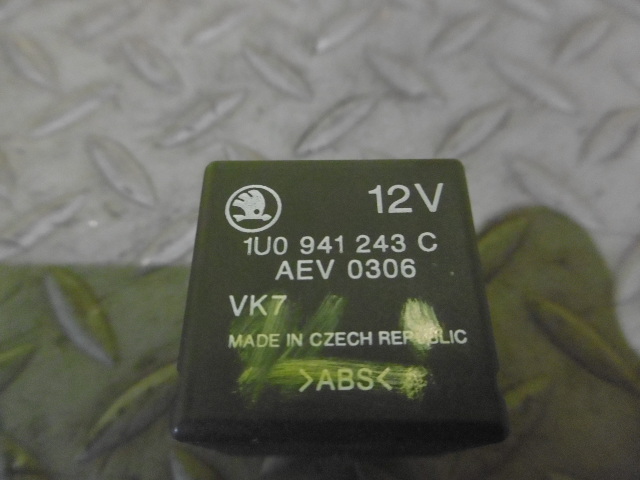 12V
1U0 941 243 C
AEV 0306
VK7
MADE IN CZECH REPUBLIC
>ABS<